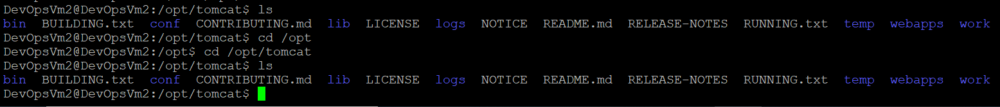 DevOpsVm2@DevOpsVm2:/opt/tomcat$ ls
bin  BUILDING.txt  conf  CONTRIBUTING.md  lib  LICENSE  logs  NOTICE  README.md  RELEASE-NOTES  RUNNING.txt  temp  webapps  work
DevOpsVm2@DevOpsVm2:/opt/tomcat$ cd /opt
DevOpsVm2@DevOpsVm2:/opt$ cd /opt/tomcat
DevOpsVm2@DevOpsVm2:/opt/tomcat$ ls
bin  BUILDING.txt  conf  CONTRIBUTING.md  lib  LICENSE  logs  NOTICE  README.md  RELEASE-NOTES  RUNNING.txt  temp  webapps  work
DevOpsVm2@DevOpsVm2:/opt/tomcat$